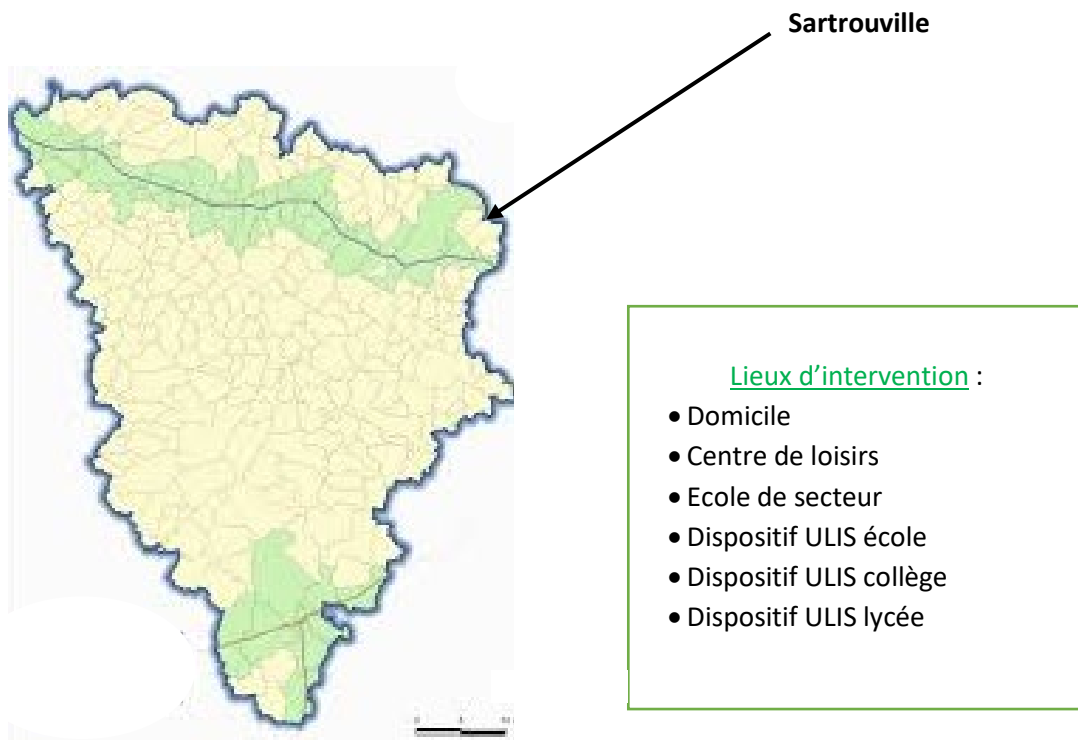 Sartrouville
Lieux d’intervention :
• Domicile
• Centre de loisirs
• Ecole de secteur
• Dispositif ULIS école
• Dispositif ULIS collège
• Dispositif ULIS lycée